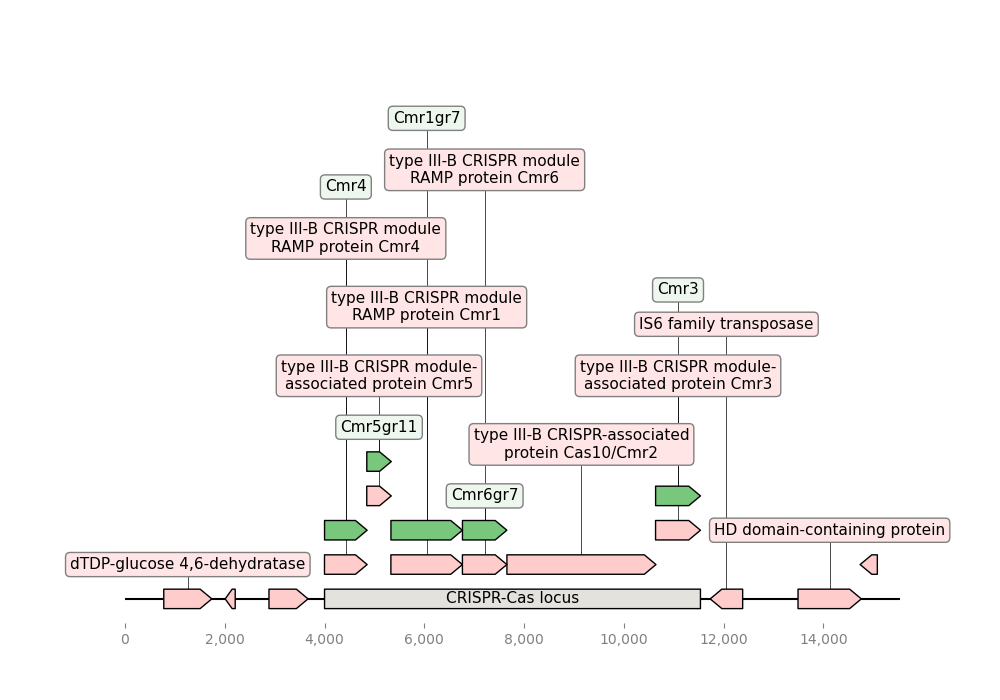 Cmr1gr7
type III-B CRISPR module
RAMP protein Cmr6
Cmr4
type III-B CRISPR module
RAMP protein Cmr4
Cmr3
type III-B CRISPR module
RAMP protein Cmr1
IS6 family transposase
type III-B CRISPR module-
associated protein Cmr5
type III-B CRISPR module-
associated protein Cmr3
Cmr5gr11
type III-B CRISPR-associated
protein Cas10/Cmr2
Cmr6gr7
HD domain-containing protein
dTDP-glucose 4,6-dehydratase
CRISPR-Cas locus
0 2,000 4,000 6,000 8,000 10,000 12,000 14,000